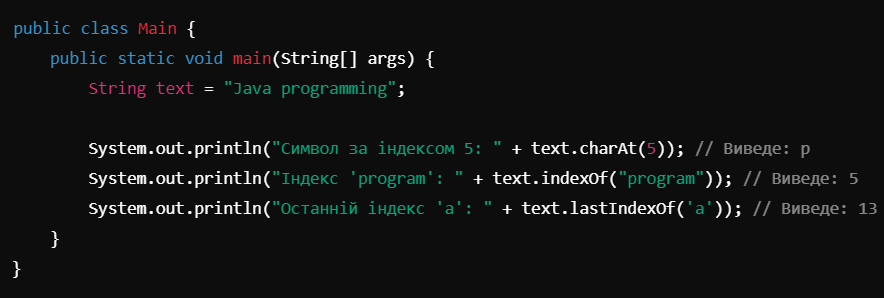 public class Main {
    public static void main(String[] args) {
        String text = "Java programming";
        System.out.println("Символ за індексом 5: " + text.charAt(5)); // Виведе: p
        System.out.println("Індекс 'program': " + text.indexOf("program")); // Виведе: 5
        System.out.println("Останній індекс 'a': " + text.lastIndexOf('a')); // Виведе: 13
    }
}